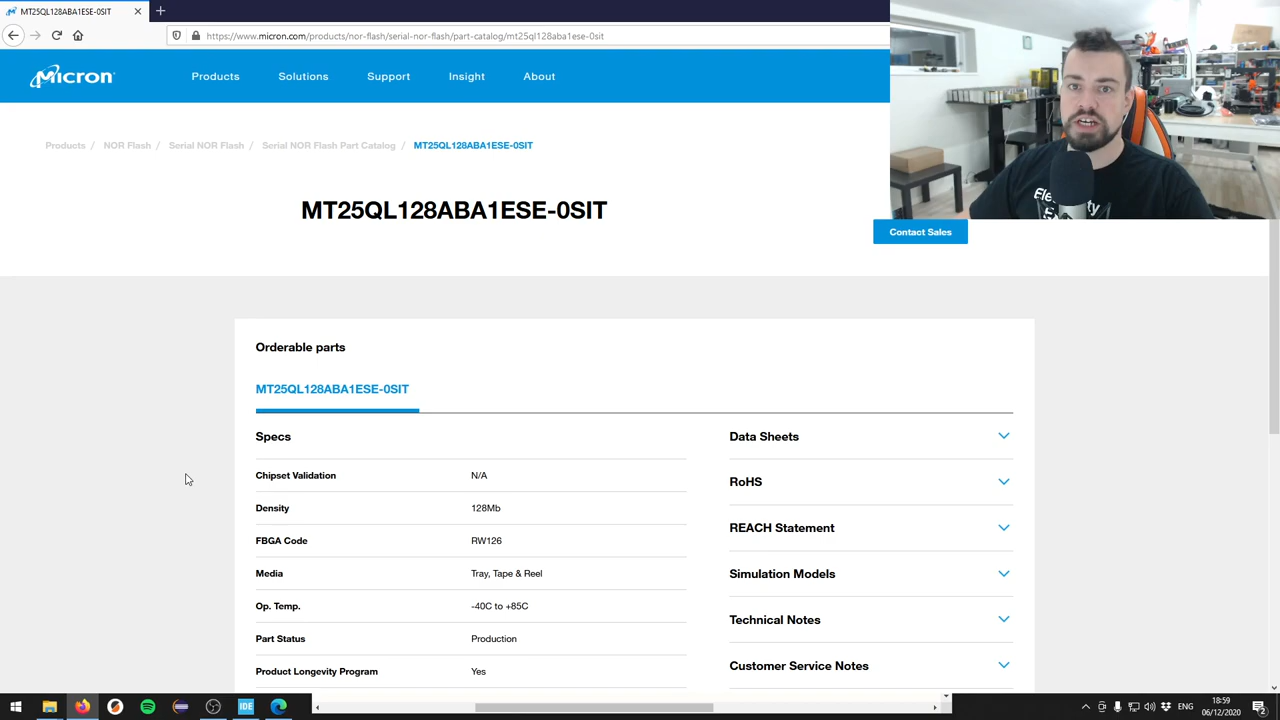 MT25QL128ABA1ESE-0SIT
https://www.micron.com/products/nor-flash/serial-nor-flash/part-catalog/mt25ql128aba1ese-0sit
Micron
Products
Solutions
Support
Insight
About
Products / NOR Flash / Serial NOR Flash / Serial NOR Flash Part Catalog / MT25QL128ABA1ESE-0SIT
MT25QL128ABA1ESE-0SIT
Contact Sales
Orderable parts
MT25QL128ABA1ESE-0SIT
Specs
Chipset Validation N/A
Density 128Mb
FBGA Code RW126
Media Tray, Tape & Reel
Op. Temp. -40C to +85C
Part Status Production
Product Longevity Program Yes
Data Sheets
RoHS
REACH Statement
Simulation Models
Technical Notes
Customer Service Notes
IDE
ENG
18:59
06/12/2020
2